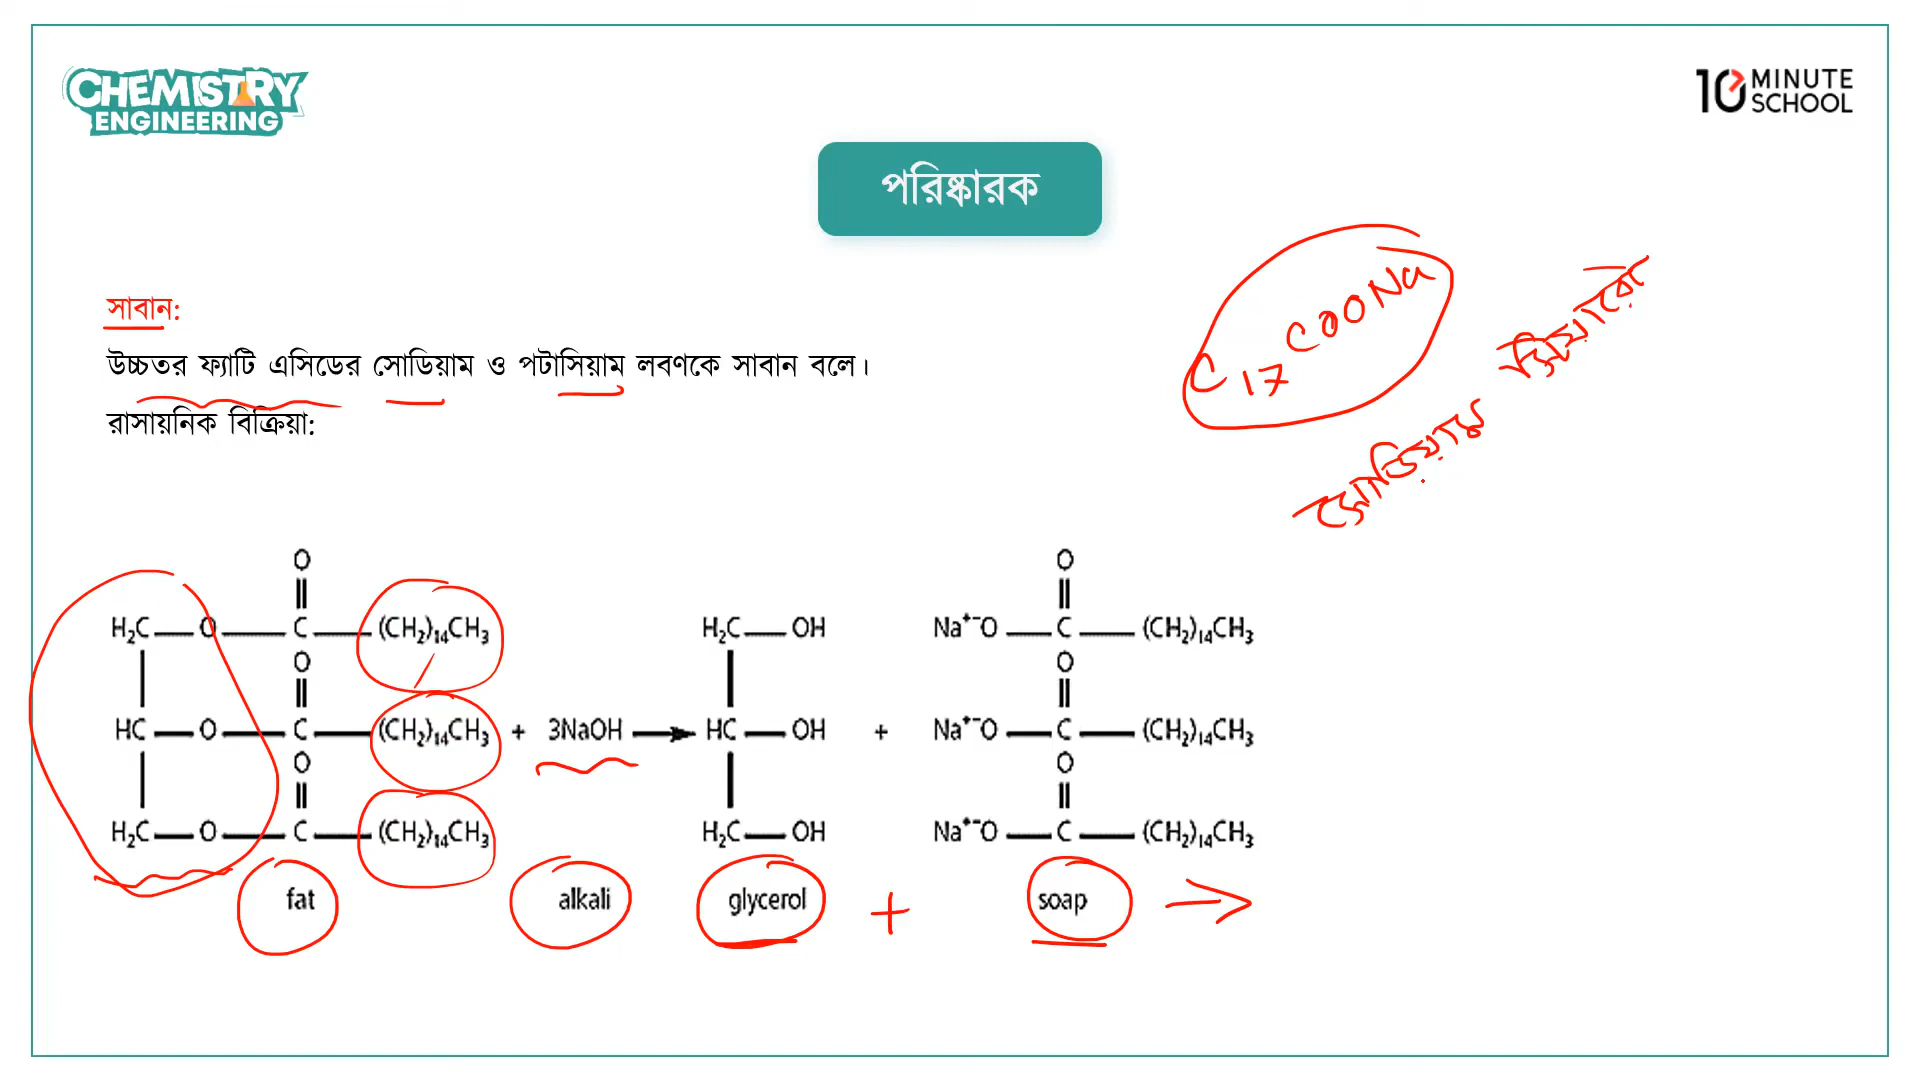 CHEMISTRY
ENGINEERING
10 MINUTE
SCHOOL
পরিষ্কারক
সাবান:
উচ্চতর ফ্যাটি এসিডের সোডিয়াম ও পটাসিয়াম লবণকে সাবান বলে।
রাসায়নিক বিক্রিয়া:
C17COONa
সোডিয়াম
O O
H₂C—O—C—(CH₂)₁₄CH₃ H₂C—OH Na⁺⁻O—C—(CH₂)₁₄CH₃
O O
HC—O—C—(CH₂)₁₄CH₃ + 3NaOH → HC—OH + Na⁺⁻O—C—(CH₂)₁₄CH₃
O O
H₂C—O—C—(CH₂)₁₄CH₃ H₂C—OH Na⁺⁻O—C—(CH₂)₁₄CH₃
fat alkali glycerol + soap →